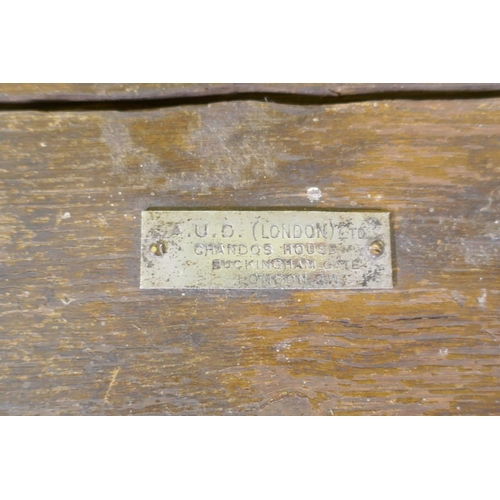 A.U.D. (LONDON) LTD
CHANDOS HOUSE
BUCKINGHAM GATE
LONDON